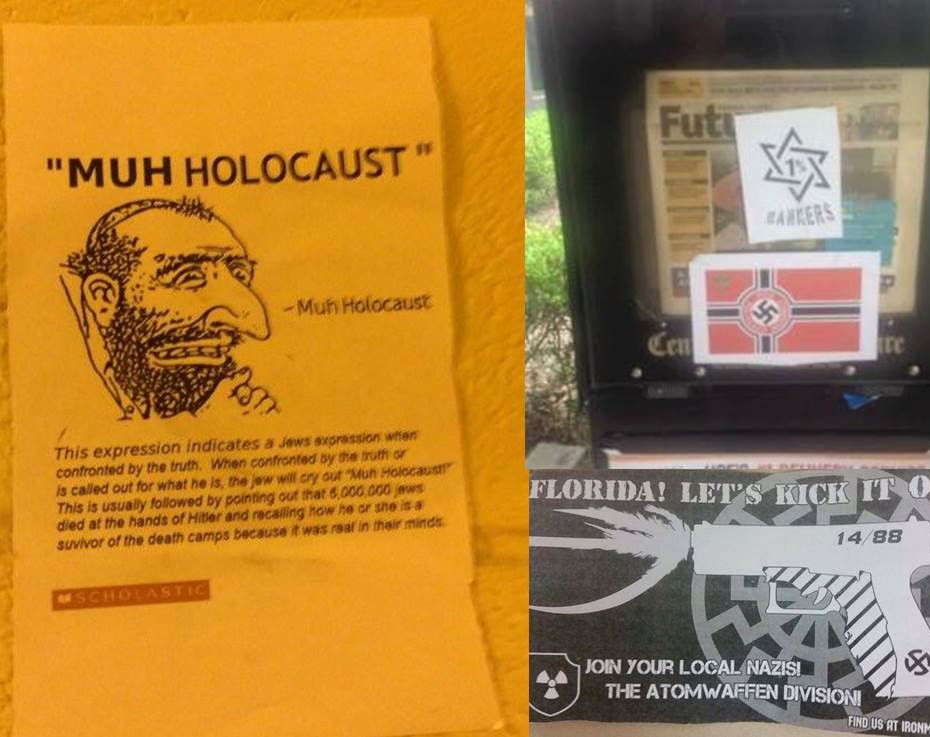 "MUH HOLOCAUST"
-Muh Holocaust
This expression indicates a Jews expression when
confronted by the truth. When confronted by the truth or
is called out for what he is, the jew will cry out "Muh Holocaust!"
This is usually followed by pointing out that 6,000,000 jews
died at the hands of Hitler and recalling how he or she is a
suvivor of the death camps because it was real in their minds.
SCHOLASTIC
Futu
1%
BANKERS
Cen
re
FLORIDA! LET'S KICK IT O
14/88
JOIN YOUR LOCAL NAZIS!
THE ATOMWAFFEN DIVISION!
FIND US AT IRONM